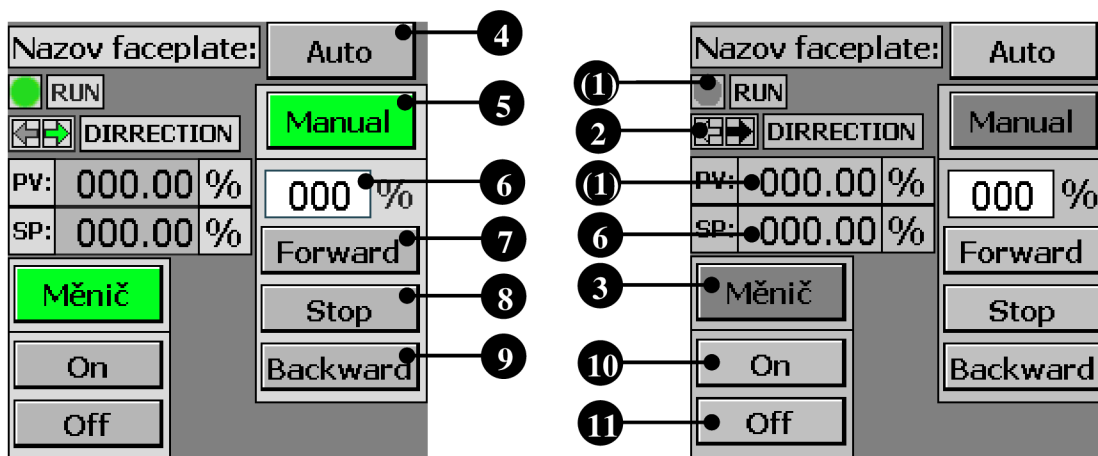 Nazov faceplate:
Auto
4
RUN
Manual
5
DIRRECTION
PV: 000.00 %
000 %
6
SP: 000.00 %
Forward
7
Měnič
Stop
8
On
Backward
9
Off
Nazov faceplate:
Auto
(1)
RUN
Manual
2
DIRRECTION
(1)
PV: 000.00 %
000 %
6
SP: 000.00 %
Forward
3
Měnič
Stop
10
On
Backward
11
Off